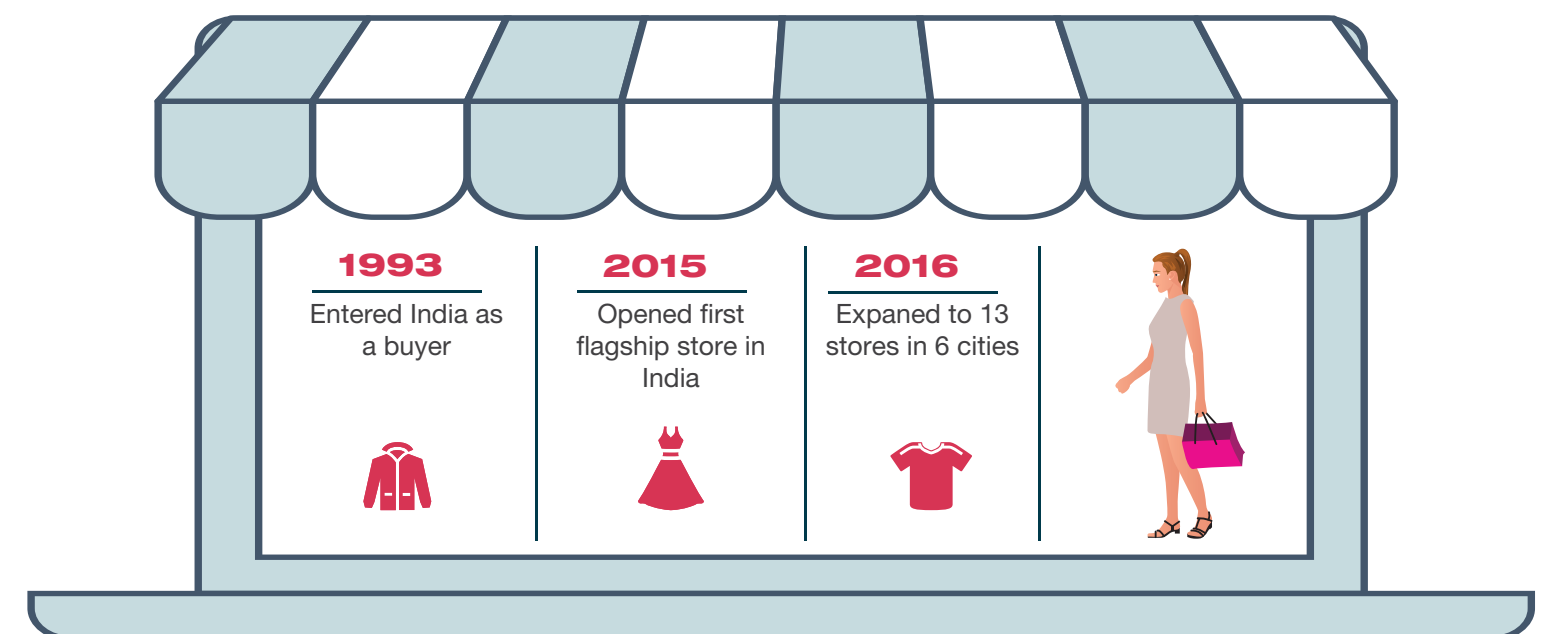 1993
Entered India as
a buyer
2015
Opened first
flagship store in
India
2016
Expaned to 13
stores in 6 cities